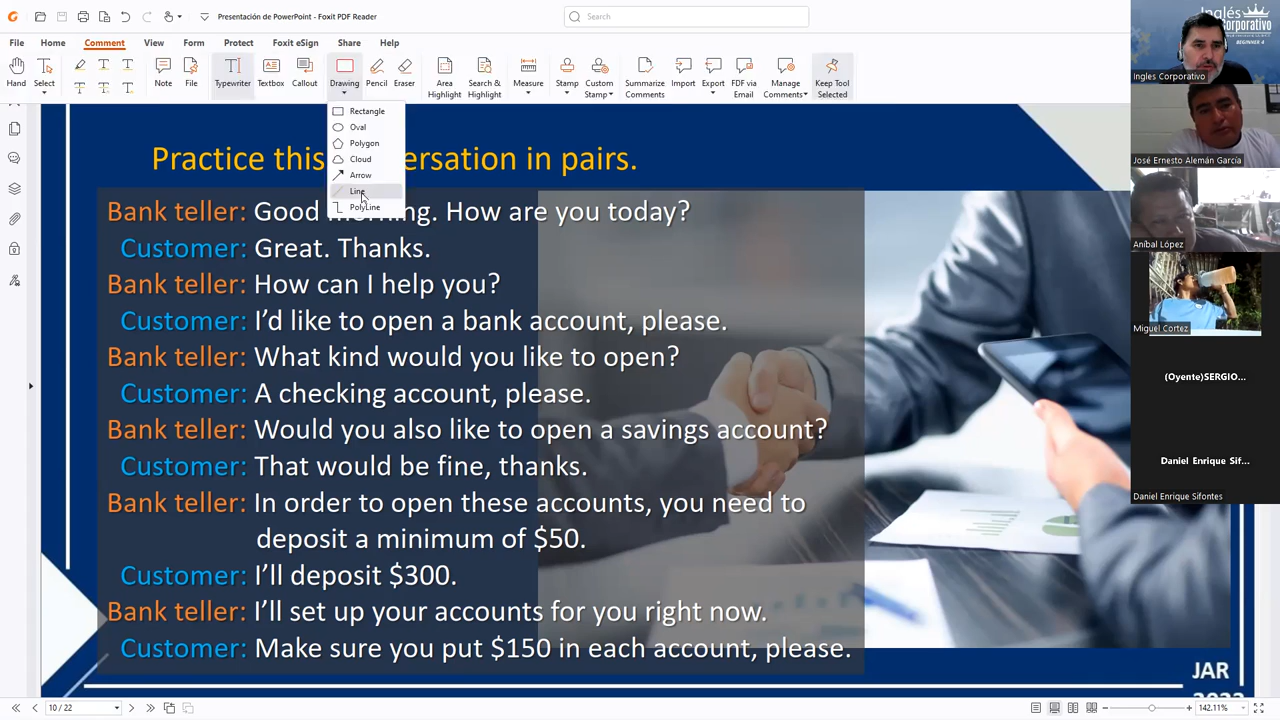 Presentación de PowerPoint - Foxit PDF Reader
Search
File Home Comment View Form Protect Foxit eSign Share Help
Hand Select Note File Typewriter Textbox Callout Drawing Pencil Eraser Area Highlight Search & Highlight Measure Stamp Custom Stamp Summarize Comments Import Export FDF via Email Manage Comments Keep Tool Selected
Rectangle
Oval
Polygon
Cloud
Arrow
Line
PolyLine
Practice this ersation in pairs.
Bank teller: Good morning. How are you today?
Customer: Great. Thanks.
Bank teller: How can I help you?
Customer: I’d like to open a bank account, please.
Bank teller: What kind would you like to open?
Customer: A checking account, please.
Bank teller: Would you also like to open a savings account?
Customer: That would be fine, thanks.
Bank teller: In order to open these accounts, you need to
deposit a minimum of $50.
Customer: I’ll deposit $300.
Bank teller: I’ll set up your accounts for you right now.
Customer: Make sure you put $150 in each account, please.
JAR
Inglés
Corporativo
BEGINNER 4
Ingles Corporativo
José Ernesto Alemán García
Aníbal López
Miguel Cortez
(Oyente)SERGIO...
Daniel Enrique Sif...
Daniel Enrique Sifontes
10 / 22
142.11%